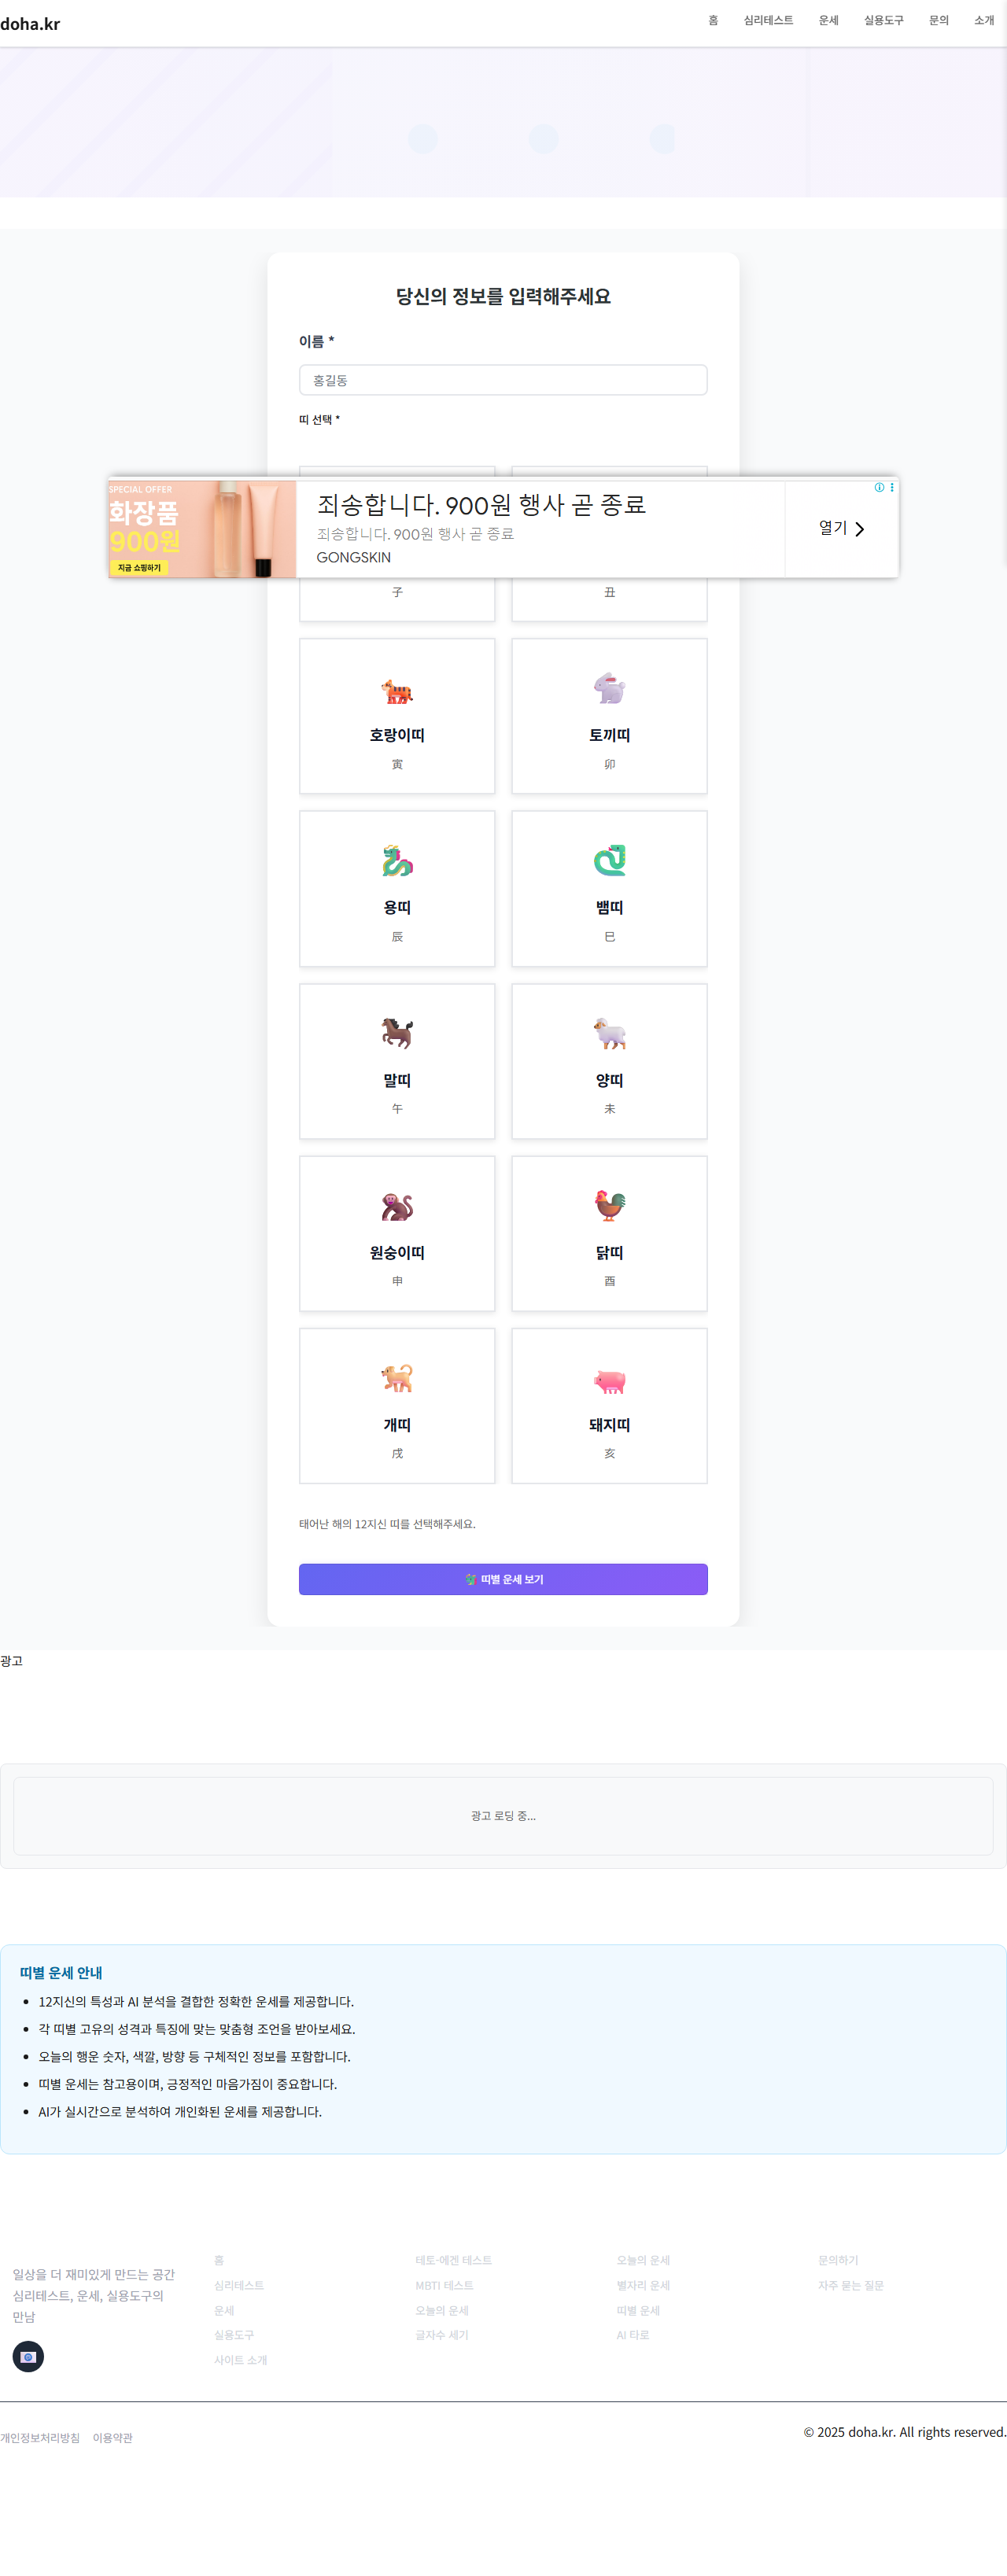 doha.kr
홈 심리테스트 운세 실용도구 문의 소개
당신의 정보를 입력해주세요
이름 *
홍길동
띠 선택 *
SPECIAL OFFER
화장품
900원
지금 쇼핑하기
죄송합니다. 900원 행사 곧 종료
죄송합니다. 900원 행사 곧 종료
GONGSKIN
열기
子 丑
호랑이띠 토끼띠
寅 卯
용띠 뱀띠
辰 巳
말띠 양띠
午 未
원숭이띠 닭띠
申 酉
개띠 돼지띠
戌 亥
태어난 해의 12지신 띠를 선택해주세요.
🐉 띠별 운세 보기
광고
광고 로딩 중...
띠별 운세 안내
• 12지신의 특성과 AI 분석을 결합한 정확한 운세를 제공합니다.
• 각 띠별 고유의 성격과 특징에 맞는 맞춤형 조언을 받아보세요.
• 오늘의 행운 숫자, 색깔, 방향 등 구체적인 정보를 포함합니다.
• 띠별 운세는 참고용이며, 긍정적인 마음가짐이 중요합니다.
• AI가 실시간으로 분석하여 개인화된 운세를 제공합니다.
일상을 더 재미있게 만드는 공간
심리테스트, 운세, 실용도구의
만남
홈
심리테스트
운세
실용도구
사이트 소개
테토-에겐 테스트
MBTI 테스트
오늘의 운세
글자수 세기
오늘의 운세
별자리 운세
띠별 운세
AI 타로
문의하기
자주 묻는 질문
개인정보처리방침 이용약관
© 2025 doha.kr. All rights reserved.